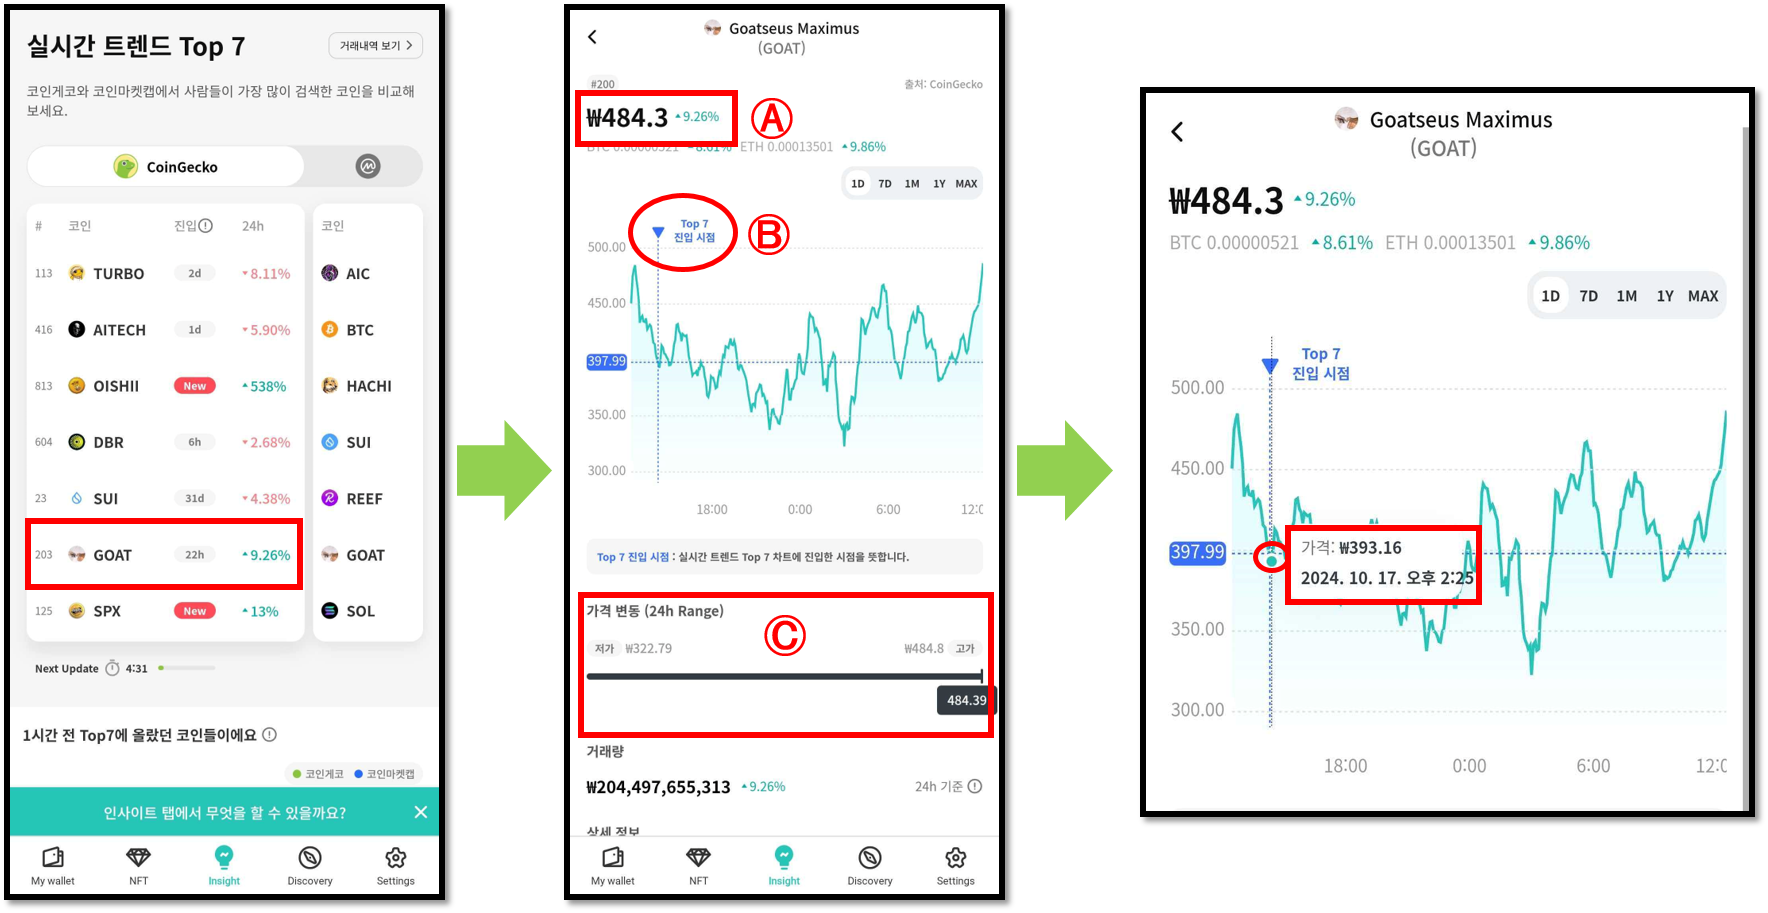 실시간 트렌드 Top 7
거래내역 보기 >
코인게코와 코인마켓캡에서 사람들이 가장 많이 검색한 코인을 비교해
보세요.
CoinGecko
# 코인 진입 24h
113 TURBO 2d ▼8.11%
416 AITECH 1d ▼5.90%
813 OISHII New ▲538%
604 DBR 6h ▼2.68%
23 SUI 31d ▼4.38%
203 GOAT 22h ▲9.26%
125 SPX New ▲13%
코인
AIC
BTC
HACHI
SUI
REEF
GOAT
SOL
Next Update 4:31
1시간 전 Top7에 올랐던 코인들이에요
코인게코 코인마켓캡
인사이트 탭에서 무엇을 할 수 있을까요?
My wallet NFT Insight Discovery Settings
Goatseus Maximus
(GOAT)
#200
출처: CoinGecko
₩484.3 ▲9.26%
Ⓐ
BTC 0.00000521 ▲8.61% ETH 0.00013501 ▲9.86%
1D 7D 1M 1Y MAX
Top 7
진입 시점
Ⓑ
500.00
450.00
397.99
350.00
300.00
18:00 0:00 6:00 12:0
Top 7 진입 시점 : 실시간 트렌드 Top 7 차트에 진입한 시점을 뜻합니다.
가격 변동 (24h Range)
Ⓒ
저가 ₩322.79 ₩484.8 고가
484.39
거래량
₩204,497,655,313 ▲9.26% 24h 기준
상세 정보
My wallet NFT Insight Discovery Settings
Goatseus Maximus
(GOAT)
₩484.3 ▲9.26%
BTC 0.00000521 ▲8.61% ETH 0.00013501 ▲9.86%
1D 7D 1M 1Y MAX
Top 7
진입 시점
500.00
450.00
397.99
가격: ₩393.16
2024. 10. 17. 오후 2:25
350.00
300.00
18:00 0:00 6:00 12:0